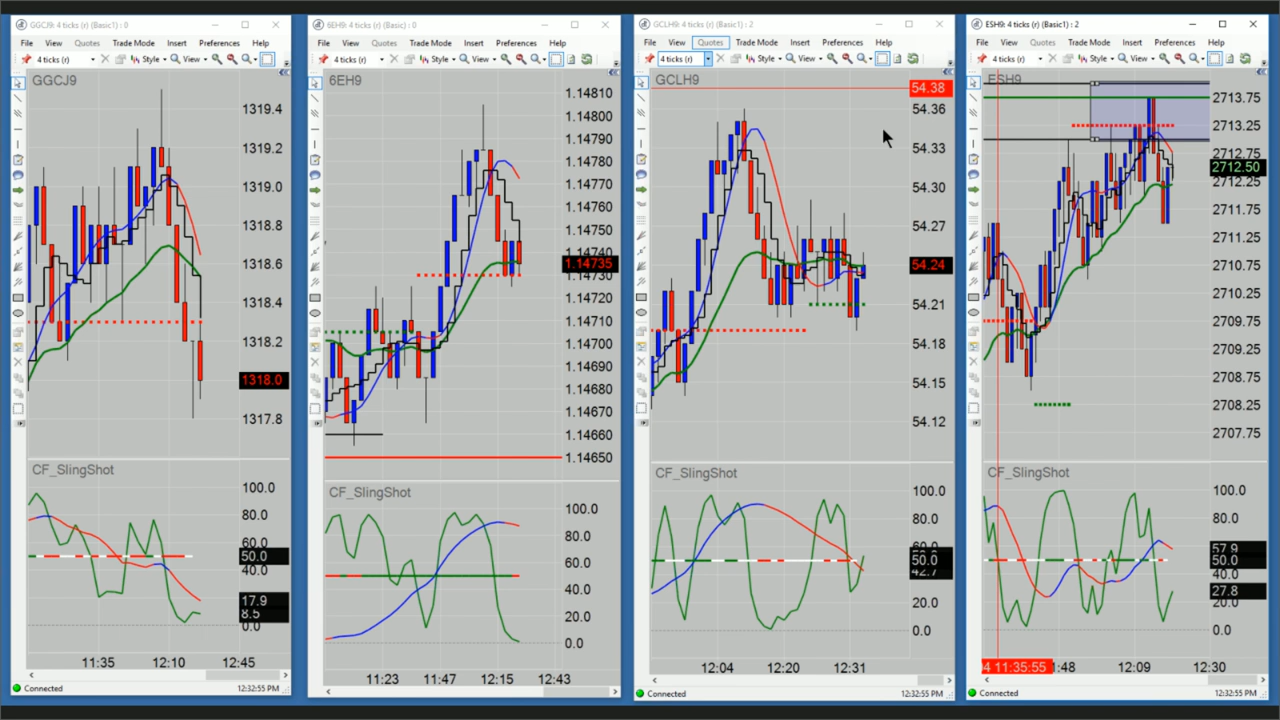 GGCJ9: 4 ticks (r) (Basic1) : 0
File View Quotes Trade Mode Insert Preferences Help
4 ticks (r) Style View
GGCJ9
1319.4
1319.2
1319.0
1318.8
1318.6
1318.4
1318.2
1318.0
1317.8
CF_SlingShot
100.0
80.0
60.0
50.0
40.0
17.9
8.5
0.0
11:35 12:10 12:45
Connected 12:32:55 PM
6EH9: 4 ticks (r) (Basic) : 0
File View Quotes Trade Mode Insert Preferences Help
4 ticks (r) Style View
6EH9
1.14810
1.14800
1.14790
1.14780
1.14770
1.14760
1.14750
1.14740
1.14735
1.14730
1.14720
1.14710
1.14700
1.14690
1.14680
1.14670
1.14660
1.14650
CF_SlingShot
100.0
80.0
60.0
40.0
20.0
0.0
11:23 11:47 12:15 12:43
Connected 12:32:55 PM
GCLH9: 4 ticks (r) (Basic1) : 2
File View Quotes Trade Mode Insert Preferences Help
4 ticks (r) Style View
GCLH9
54.38
54.36
54.33
54.30
54.27
54.24
54.21
54.18
54.15
54.12
CF_SlingShot
100.0
80.0
50.0
42.7
20.0
0.0
12:04 12:20 12:31
Connected 12:32:55 PM
ESH9: 4 ticks (r) (Basic1) : 2
File View Quotes Trade Mode Insert Preferences Help
4 ticks (r) Style View
ESH9
2713.75
2713.25
2712.75
2712.50
2712.25
2711.75
2711.25
2710.75
2710.25
2709.75
2709.25
2708.75
2708.25
2707.75
CF_SlingShot
100.0
80.0
57.9
50.0
40.0
27.8
20.0
0.0
4 11:35:55 1:48 12:09 12:30
Connected 12:32:55 PM